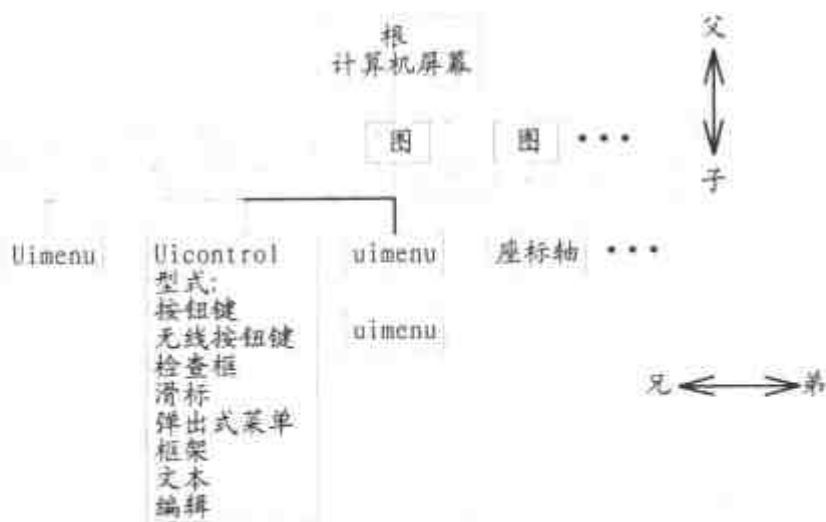 根
计算机屏幕
父
图
图 •••
子
Uimenu
Uicontrol
型式:
按钮键
无线按钮键
检查框
滑标
弹出式菜单
框架
文本
编辑
uimenu
uimenu
座标轴 •••
兄
弟